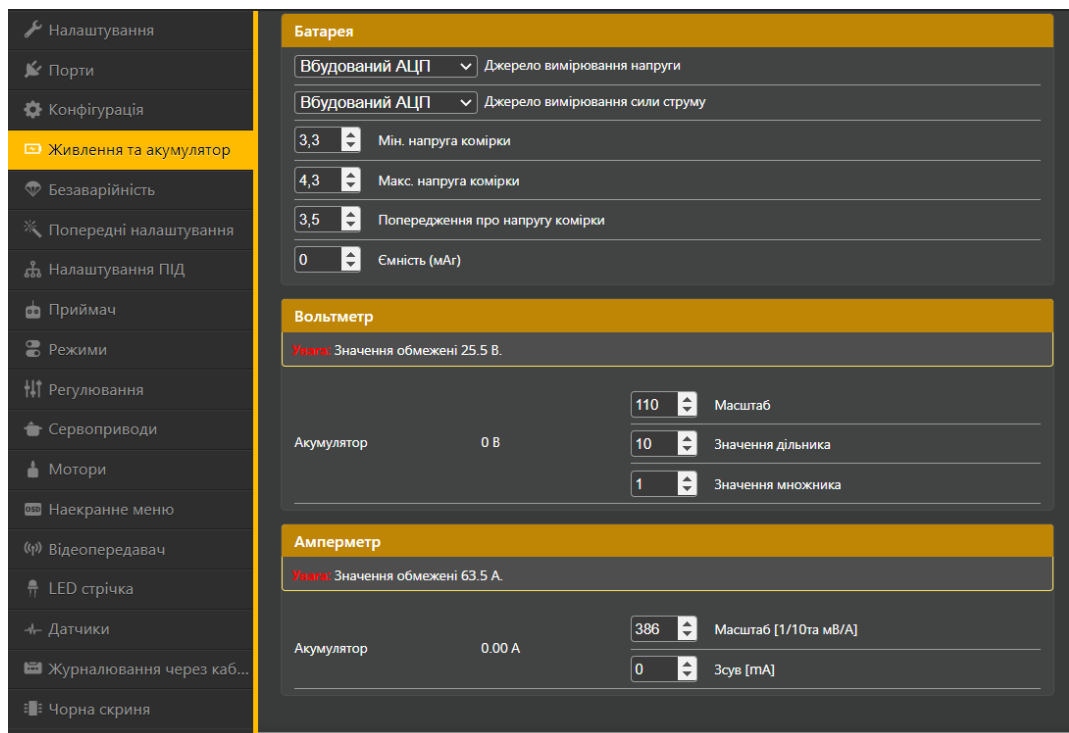 Налаштування
Порти
Конфігурація
Живлення та акумулятор
Безаварійність
Попередні налаштування
Налаштування ПІД
Приймач
Режими
Регулювання
Сервоприводи
Мотори
OSD Наекранне меню
Відеопередавач
LED стрічка
Датчики
Журналювання через каб...
Чорна скриня
Батарея
Вбудований АЦП Джерело вимірювання напруги
Вбудований АЦП Джерело вимірювання сили струму
3,3 Мін. напруга комірки
4,3 Макс. напруга комірки
3,5 Попередження про напругу комірки
0 Ємність (мАг)
Вольтметр
Увага: Значення обмежені 25.5 В.
110 Масштаб
Акумулятор 0 В 10 Значення дільника
1 Значення множника
Амперметр
Увага: Значення обмежені 63.5 А.
386 Масштаб [1/10та мВ/А]
Акумулятор 0.00 А
0 Зсув [mA]